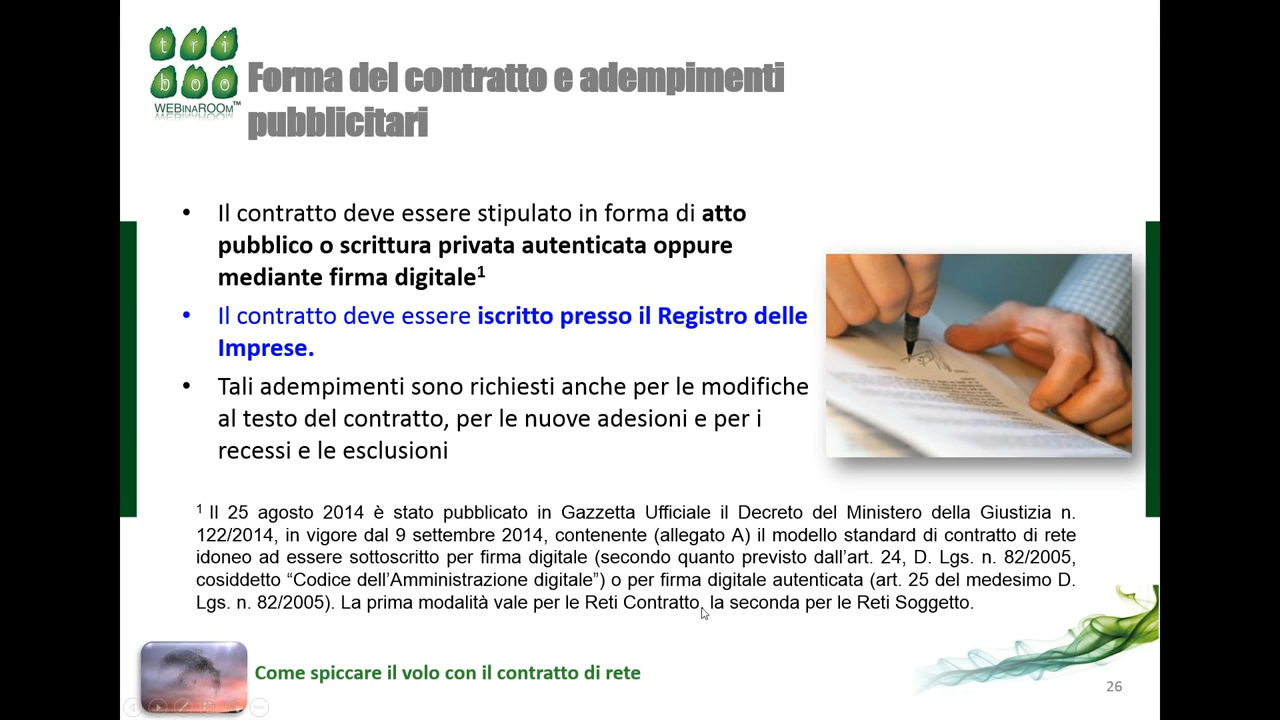 tri
boo
WEBinaROOm™
Forma del contratto e adempimenti
pubblicitari
• Il contratto deve essere stipulato in forma di atto
pubblico o scrittura privata autenticata oppure
mediante firma digitale¹
• Il contratto deve essere iscritto presso il Registro delle
Imprese.
• Tali adempimenti sono richiesti anche per le modifiche
al testo del contratto, per le nuove adesioni e per i
recessi e le esclusioni
¹ Il 25 agosto 2014 è stato pubblicato in Gazzetta Ufficiale il Decreto del Ministero della Giustizia n.
122/2014, in vigore dal 9 settembre 2014, contenente (allegato A) il modello standard di contratto di rete
idoneo ad essere sottoscritto per firma digitale (secondo quanto previsto dall’art. 24, D. Lgs. n. 82/2005,
cosiddetto “Codice dell’Amministrazione digitale”) o per firma digitale autenticata (art. 25 del medesimo D.
Lgs. n. 82/2005). La prima modalità vale per le Reti Contratto, la seconda per le Reti Soggetto.
Come spiccare il volo con il contratto di rete
26